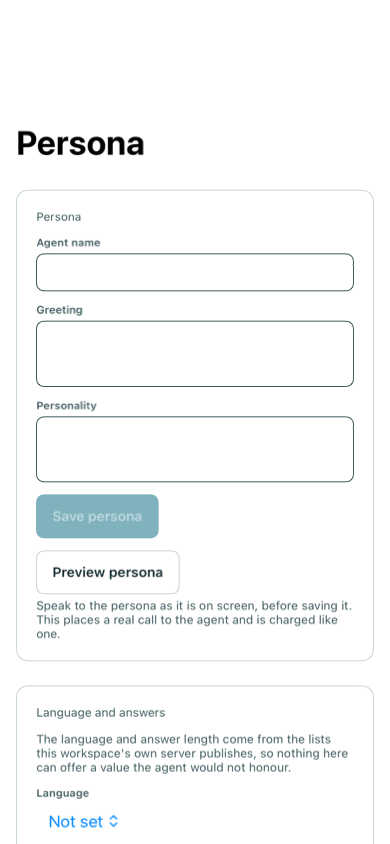 Persona
Persona
Agent name
Greeting
Personality
Save persona
Preview persona
Speak to the persona as it is on screen, before saving it.
This places a real call to the agent and is charged like
one.
Language and answers
The language and answer length come from the lists
this workspace's own server publishes, so nothing here
can offer a value the agent would not honour.
Language
Not set